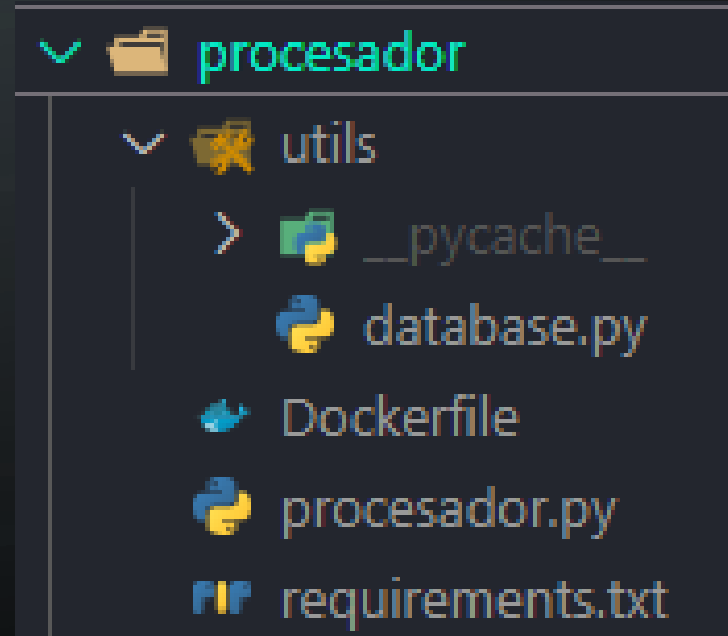 procesador
utils
__pycache__
database.py
Dockerfile
procesador.py
requirements.txt